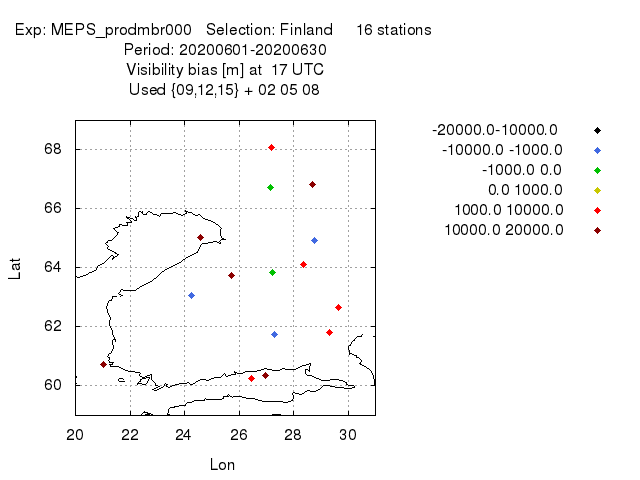 Exp: MEPS_prodmbr000 Selection: Finland 16 stations
Period: 20200601-20200630
Visibility bias [m] at 17 UTC
Used {09,12,15} + 02 05 08
-20000.0-10000.0
-10000.0 -1000.0
-1000.0 0.0
0.0 1000.0
1000.0 10000.0
10000.0 20000.0
68
66
64
62
60
Lat
20 22 24 26 28 30
Lon